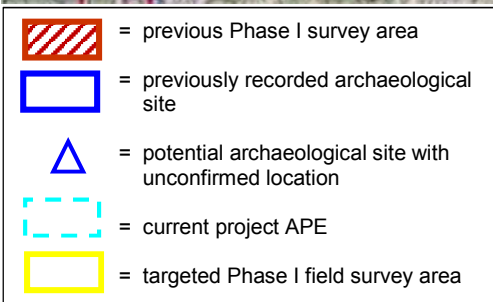 = previous Phase I survey area
= previously recorded archaeological
site
= potential archaeological site with
unconfirmed location
= current project APE
= targeted Phase I field survey area